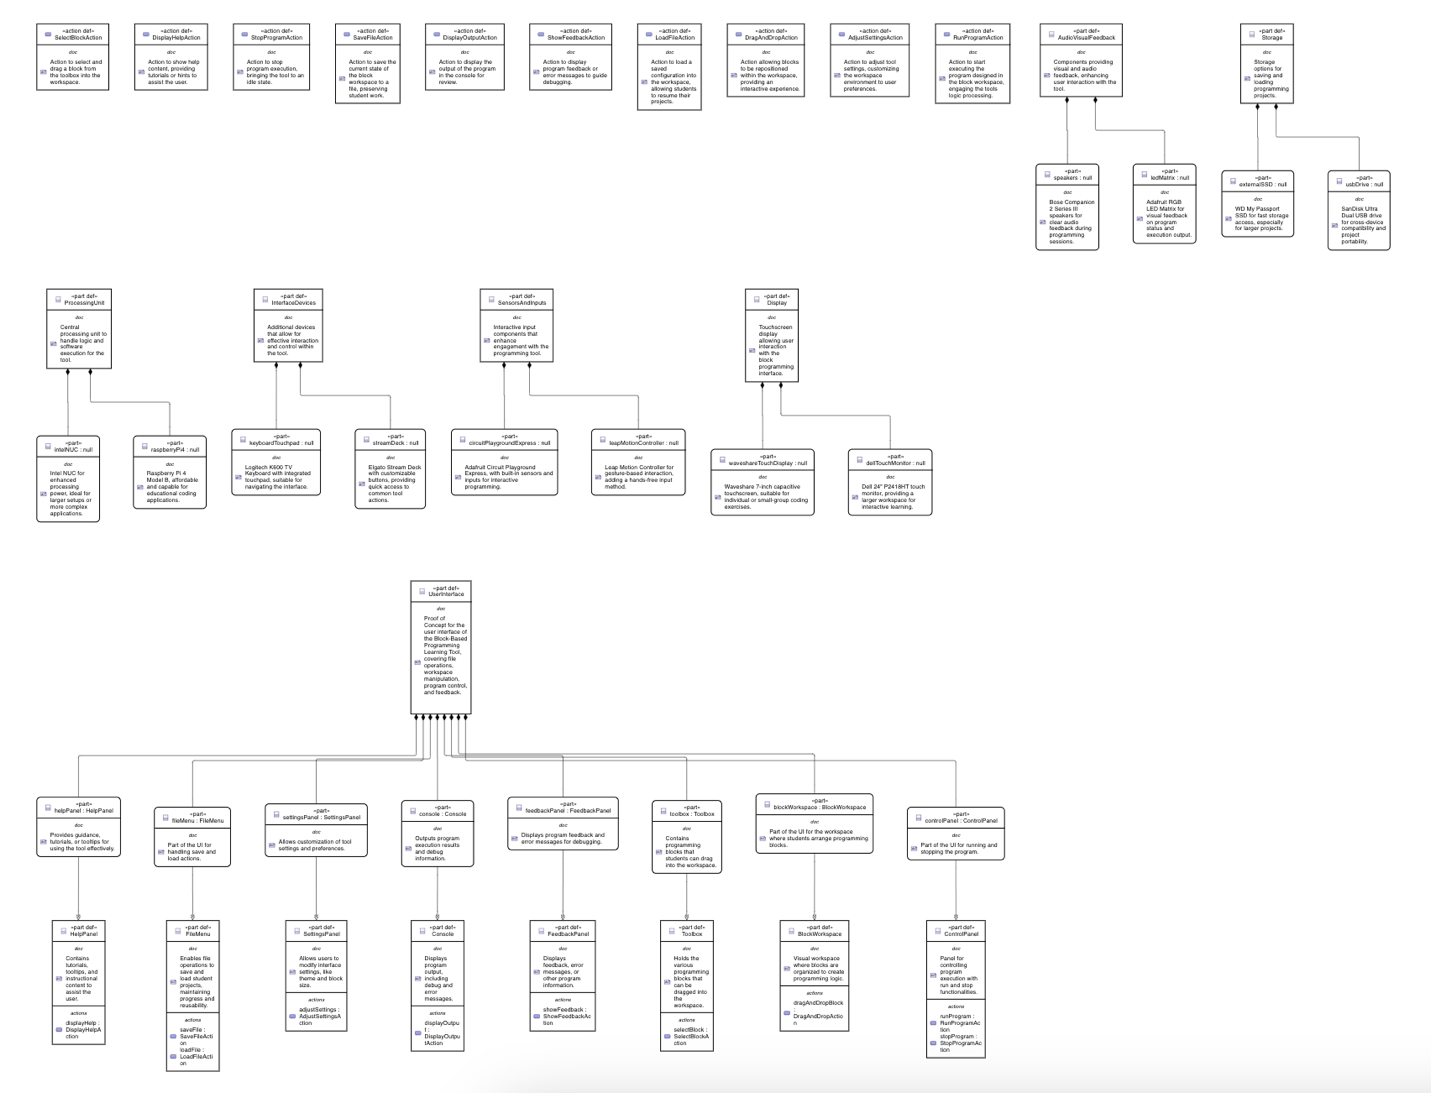 «action def»
SelectBlockAction
doc
Action to select and
drag a block from
the toolbox into the
workspace.
«action def»
DisplayHelpAction
doc
Action to show help
content, providing
tutorials or hints to
assist the user.
«action def»
StopProgramAction
doc
Action to stop
program execution,
bringing the tool to an
idle state.
«action def»
SaveFileAction
doc
Action to save the
current state of
the block
workspace to a
file, preserving
student work.
«action def»
DisplayOutputAction
doc
Action to display the
output of the program
in the console for
review.
«action def»
ShowFeedbackAction
doc
Action to display
program feedback or
error messages to guide
debugging.
«action def»
LoadFileAction
doc
Action to load a
saved
configuration into
the workspace,
allowing students
to resume their
projects.
«action def»
DragAndDropAction
doc
Action allowing blocks
to be repositioned
within the workspace,
providing an
interactive experience.
«action def»
AdjustSettingsAction
doc
Action to adjust tool
settings, customizing
the workspace
environment to user
preferences.
«action def»
RunProgramAction
doc
Action to start
executing the
program designed in
the block workspace,
engaging the tools
logic processing.
«part def»
AudioVisualFeedback
doc
Components providing
visual and audio
feedback, enhancing
user interaction with the
tool.
«part def»
Storage
doc
Storage
options for
saving and
loading
programming
projects.
«part»
speakers : null
doc
Bose Companion
2 Series III
speakers for
clear audio
feedback during
programming
sessions.
«part»
ledMatrix : null
doc
Adafruit RGB
LED Matrix for
visual feedback
on program
status and
execution output.
«part»
externalSSD : null
doc
WD My Passport
SSD for fast storage
access, especially
for larger projects.
«part»
usbDrive : null
doc
SanDisk Ultra
Dual USB drive
for cross-device
compatibility and
project
portability.
«part def»
ProcessingUnit
doc
Central
processing unit to
handle logic and
software
execution for the
tool.
«part def»
InterfaceDevices
doc
Additional devices
that allow for
effective interaction
and control within
the tool.
«part def»
SensorsAndInputs
doc
Interactive input
components that
enhance
engagement with the
programming tool.
«part def»
Display
doc
Touchscreen
display
allowing user
interaction
with the
block
programming
interface.
«part»
intelNUC : null
doc
Intel NUC for
enhanced
processing
power, ideal for
larger setups or
more complex
applications.
«part»
raspberryPi4 : null
doc
Raspberry Pi 4
Model B, affordable
and capable for
educational coding
applications.
«part»
keyboardTouchpad : null
doc
Logitech K600 TV
Keyboard with integrated
touchpad, suitable for
navigating the interface.
«part»
streamDeck : null
doc
Elgato Stream Deck
with customizable
buttons, providing
quick access to
common tool
actions.
«part»
circuitPlaygroundExpress : null
doc
Adafruit Circuit Playground
Express, with built-in sensors and
inputs for interactive
programming.
«part»
leapMotionController : null
doc
Leap Motion Controller for
gesture-based interaction,
adding a hands-free input
method.
«part»
waveshareTouchDisplay : null
doc
Waveshare 7-inch capacitive
touchscreen, suitable for
individual or small-group coding
exercises.
«part»
dellTouchMonitor : null
doc
Dell 24" P2418HT touch
monitor, providing a
larger workspace for
interactive learning.
«part def»
UserInterface
doc
Proof of
Concept for the
user interface of
the Block-Based
Programming
Learning Tool,
covering file
operations,
workspace
manipulation,
program control,
and feedback.
«part»
helpPanel : HelpPanel
doc
Provides guidance,
tutorials, or tooltips for
using the tool effectively.
«part»
fileMenu : FileMenu
doc
Part of the UI for
handling save and
load actions.
«part»
settingsPanel : SettingsPanel
doc
Allows customization of tool
settings and preferences.
«part»
console : Console
doc
Outputs program
execution results
and debug
information.
«part»
feedbackPanel : FeedbackPanel
doc
Displays program feedback and
error messages for debugging.
«part»
toolbox : Toolbox
doc
Contains
programming
blocks that
students can drag
into the workspace.
«part»
blockWorkspace : BlockWorkspace
doc
Part of the UI for the workspace
where students arrange programming
blocks.
«part»
controlPanel : ControlPanel
doc
Part of the UI for running and
stopping the program.
«part def»
HelpPanel
doc
Contains
tutorials,
tooltips, and
instructional
content to
assist the
user.
actions
displayHelp :
DisplayHelpA
ction
«part def»
FileMenu
doc
Enables file
operations to
save and
load student
projects,
maintaining
progress and
reusability.
actions
saveFile :
SaveFileActi
on
loadFile :
LoadFileActi
on
«part def»
SettingsPanel
doc
Allows users to
modify interface
settings, like
theme and block
size.
actions
adjustSettings :
AdjustSettingsA
ction
«part def»
Console
doc
Displays
program
output,
including
debug and
error
messages.
actions
displayOutpu
t :
DisplayOutpu
tAction
«part def»
FeedbackPanel
doc
Displays
feedback, error
messages, or
other program
information.
actions
showFeedback :
ShowFeedbackAc
tion
«part def»
Toolbox
doc
Holds the
various
programming
blocks that
can be
dragged into
the
workspace.
actions
selectBlock :
SelectBlockA
ction
«part def»
BlockWorkspace
doc
Visual workspace
where blocks are
organized to create
programming logic.
actions
dragAndDropBlock
:
DragAndDropActio
n
«part def»
ControlPanel
doc
Panel for
controlling
program
execution with
run and stop
functionalities.
actions
runProgram :
RunProgramAc
tion
stopProgram :
StopProgramAc
tion